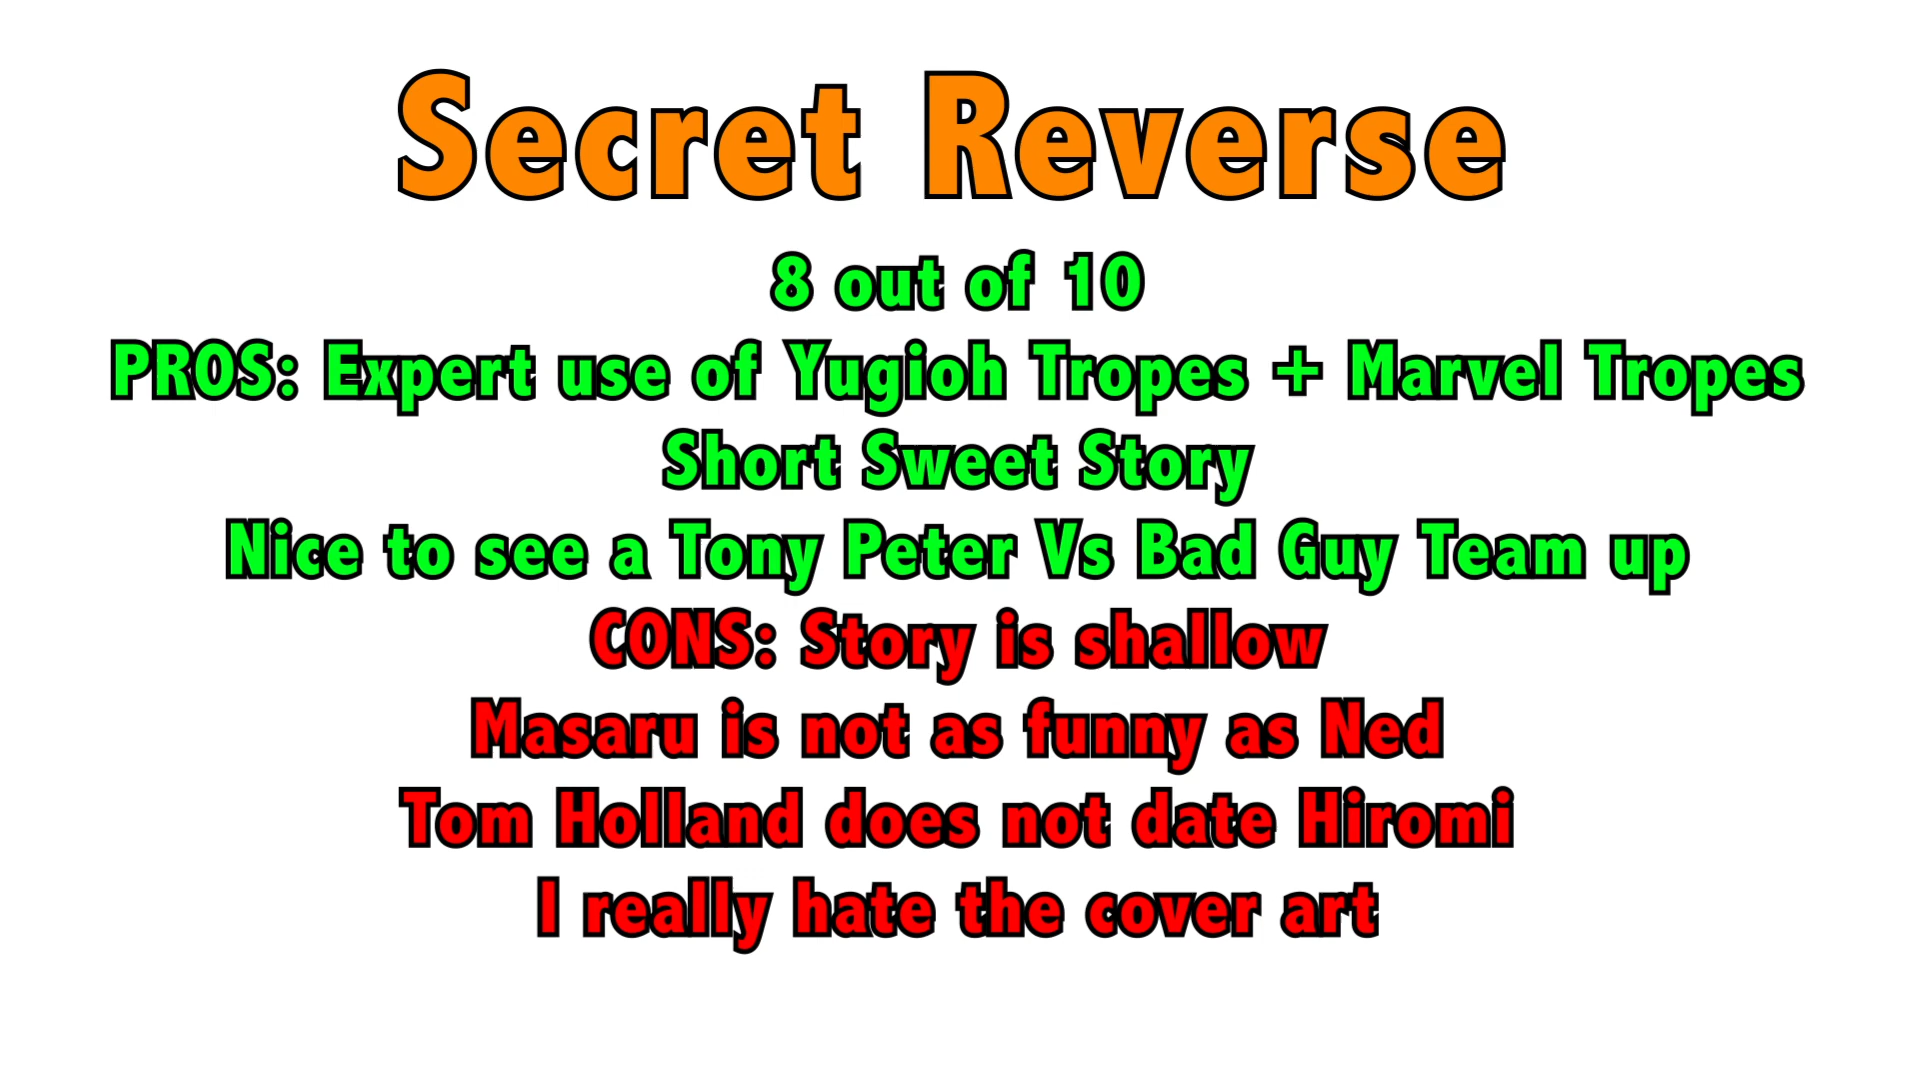 Secret Reverse
8 out of 10
PROS: Expert use of Yugioh Tropes + Marvel Tropes
Short Sweet Story
Nice to see a Tony Peter Vs Bad Guy Team up
CONS: Story is shallow
Masaru is not as funny as Ned
Tom Holland does not date Hiromi
I really hate the cover art